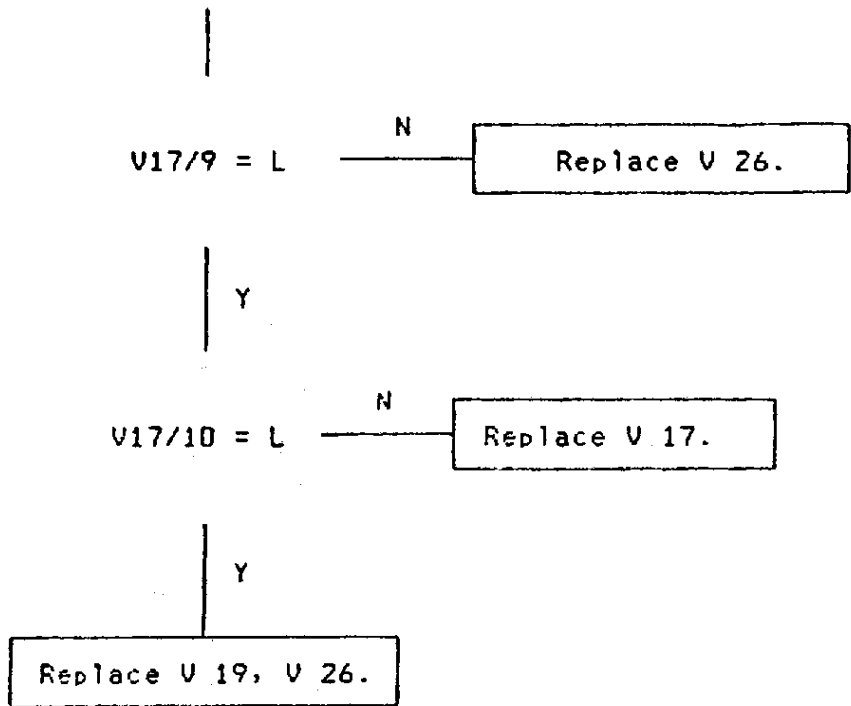 N
V17/9 = L
Replace V 26.
Y
N
V17/10 = L
Replace V 17.
Y
Replace V 19, V 26.